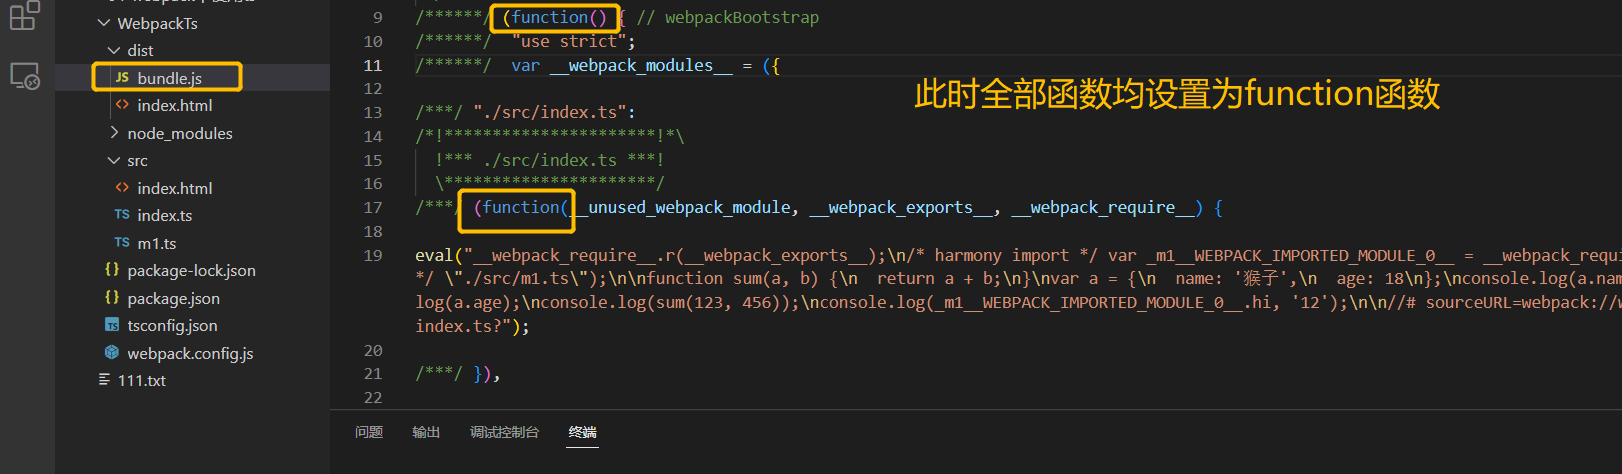 WebpackTs
dist
JS bundle.js
<> index.html
node_modules
src
<> index.html
TS index.ts
TS m1.ts
{} package-lock.json
{} package.json
TS tsconfig.json
webpack.config.js
111.txt
9 /******/ (function() { // webpackBootstrap
10 /******/ "use strict";
11 /******/ var __webpack_modules__ = ({
12
此时全部函数均设置为function函数
13 /***/ "./src/index.ts":
14 /*!**********************!*\
15 !*** ./src/index.ts ***!
16 \**********************/
17 /***/ (function(__unused_webpack_module, __webpack_exports__, __webpack_require__) {
18
19 eval("__webpack_require__.r(__webpack_exports__);\n/* harmony import */ var _m1__WEBPACK_IMPORTED_MODULE_0__ = __webpack_requi
*/ \"./src/m1.ts\");\n\nfunction sum(a, b) {\n  return a + b;\n}\nvar a = {\n  name: '猴子',\n  age: 18\n};\nconsole.log(a.nam
log(a.age);\nconsole.log(sum(123, 456));\nconsole.log(_m1__WEBPACK_IMPORTED_MODULE_0__.hi, '12');\n\n//# sourceURL=webpack://
index.ts?");
20
21 /***/ }),
22
问题 输出 调试控制台 终端